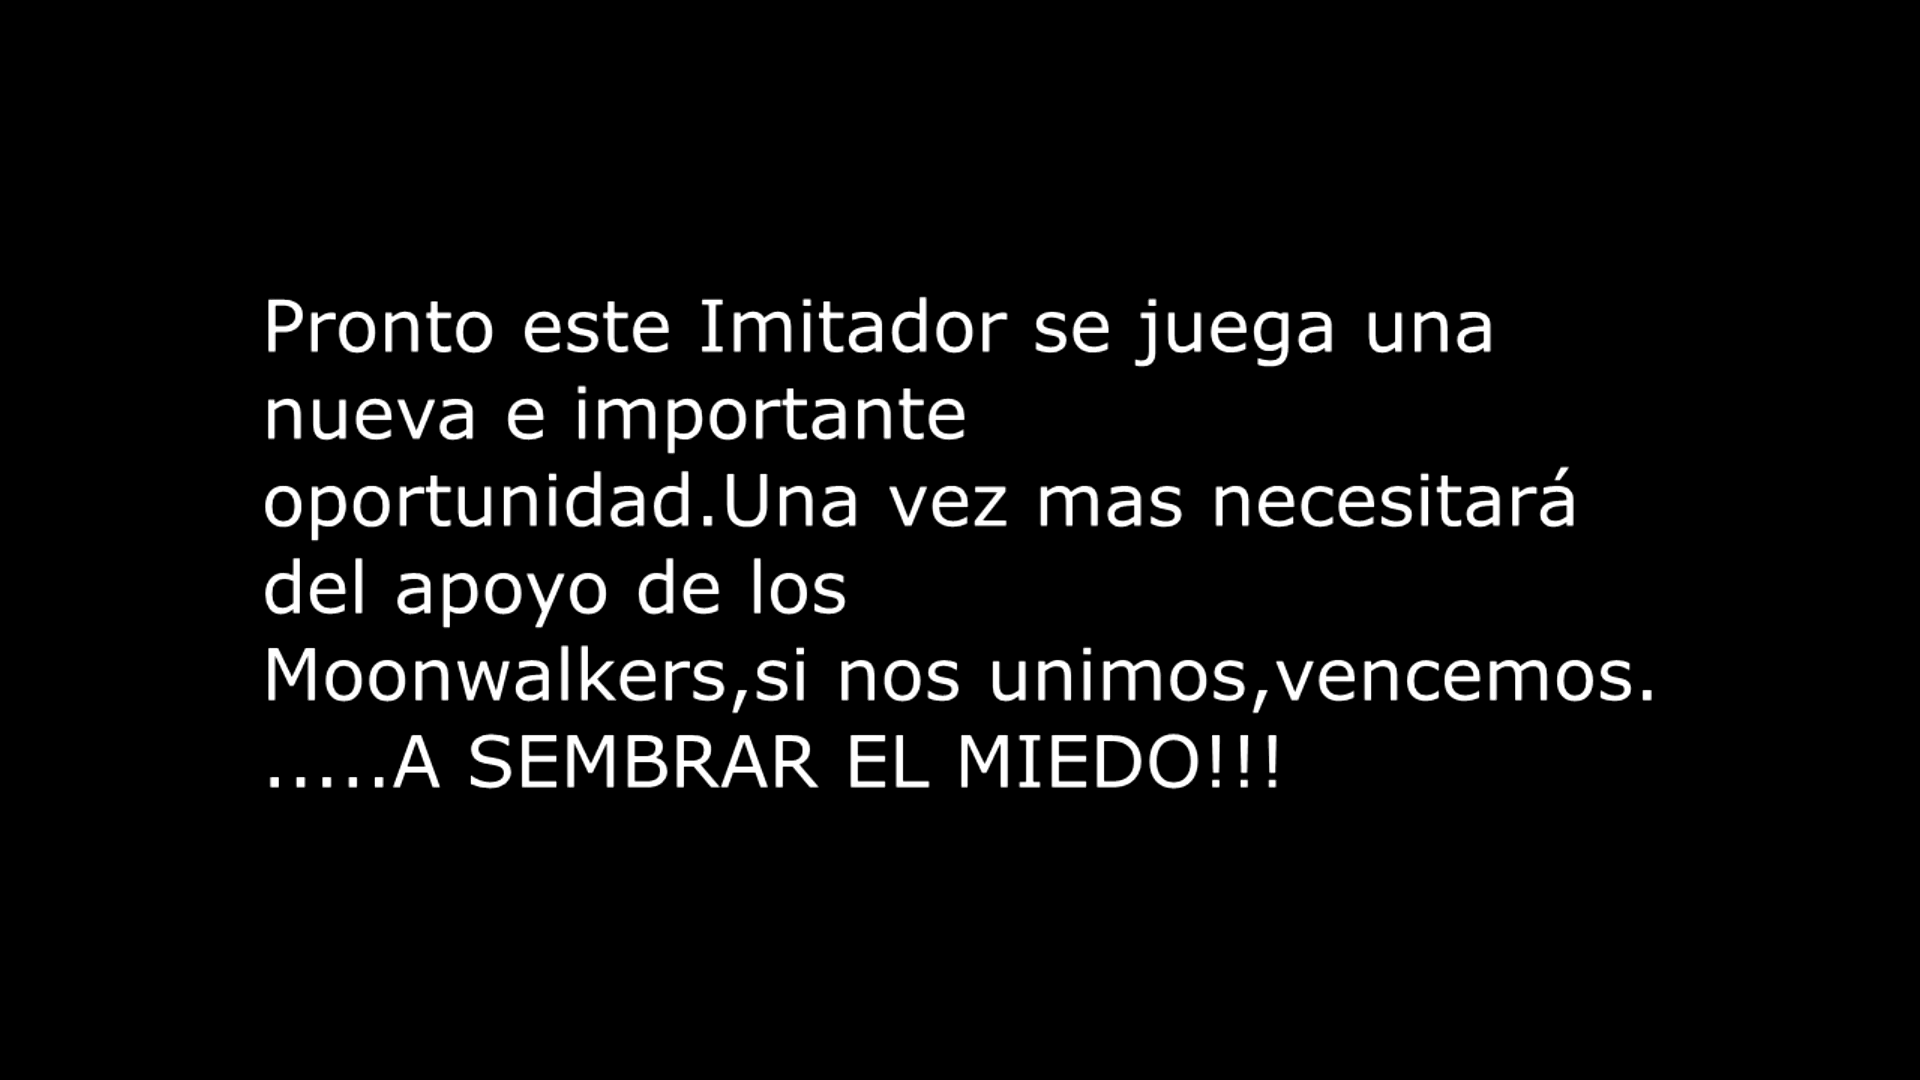 Pronto este Imitador se juega una
nueva e importante
oportunidad.Una vez mas necesitará
del apoyo de los
Moonwalkers,si nos unimos,vencemos.
.....A SEMBRAR EL MIEDO!!!